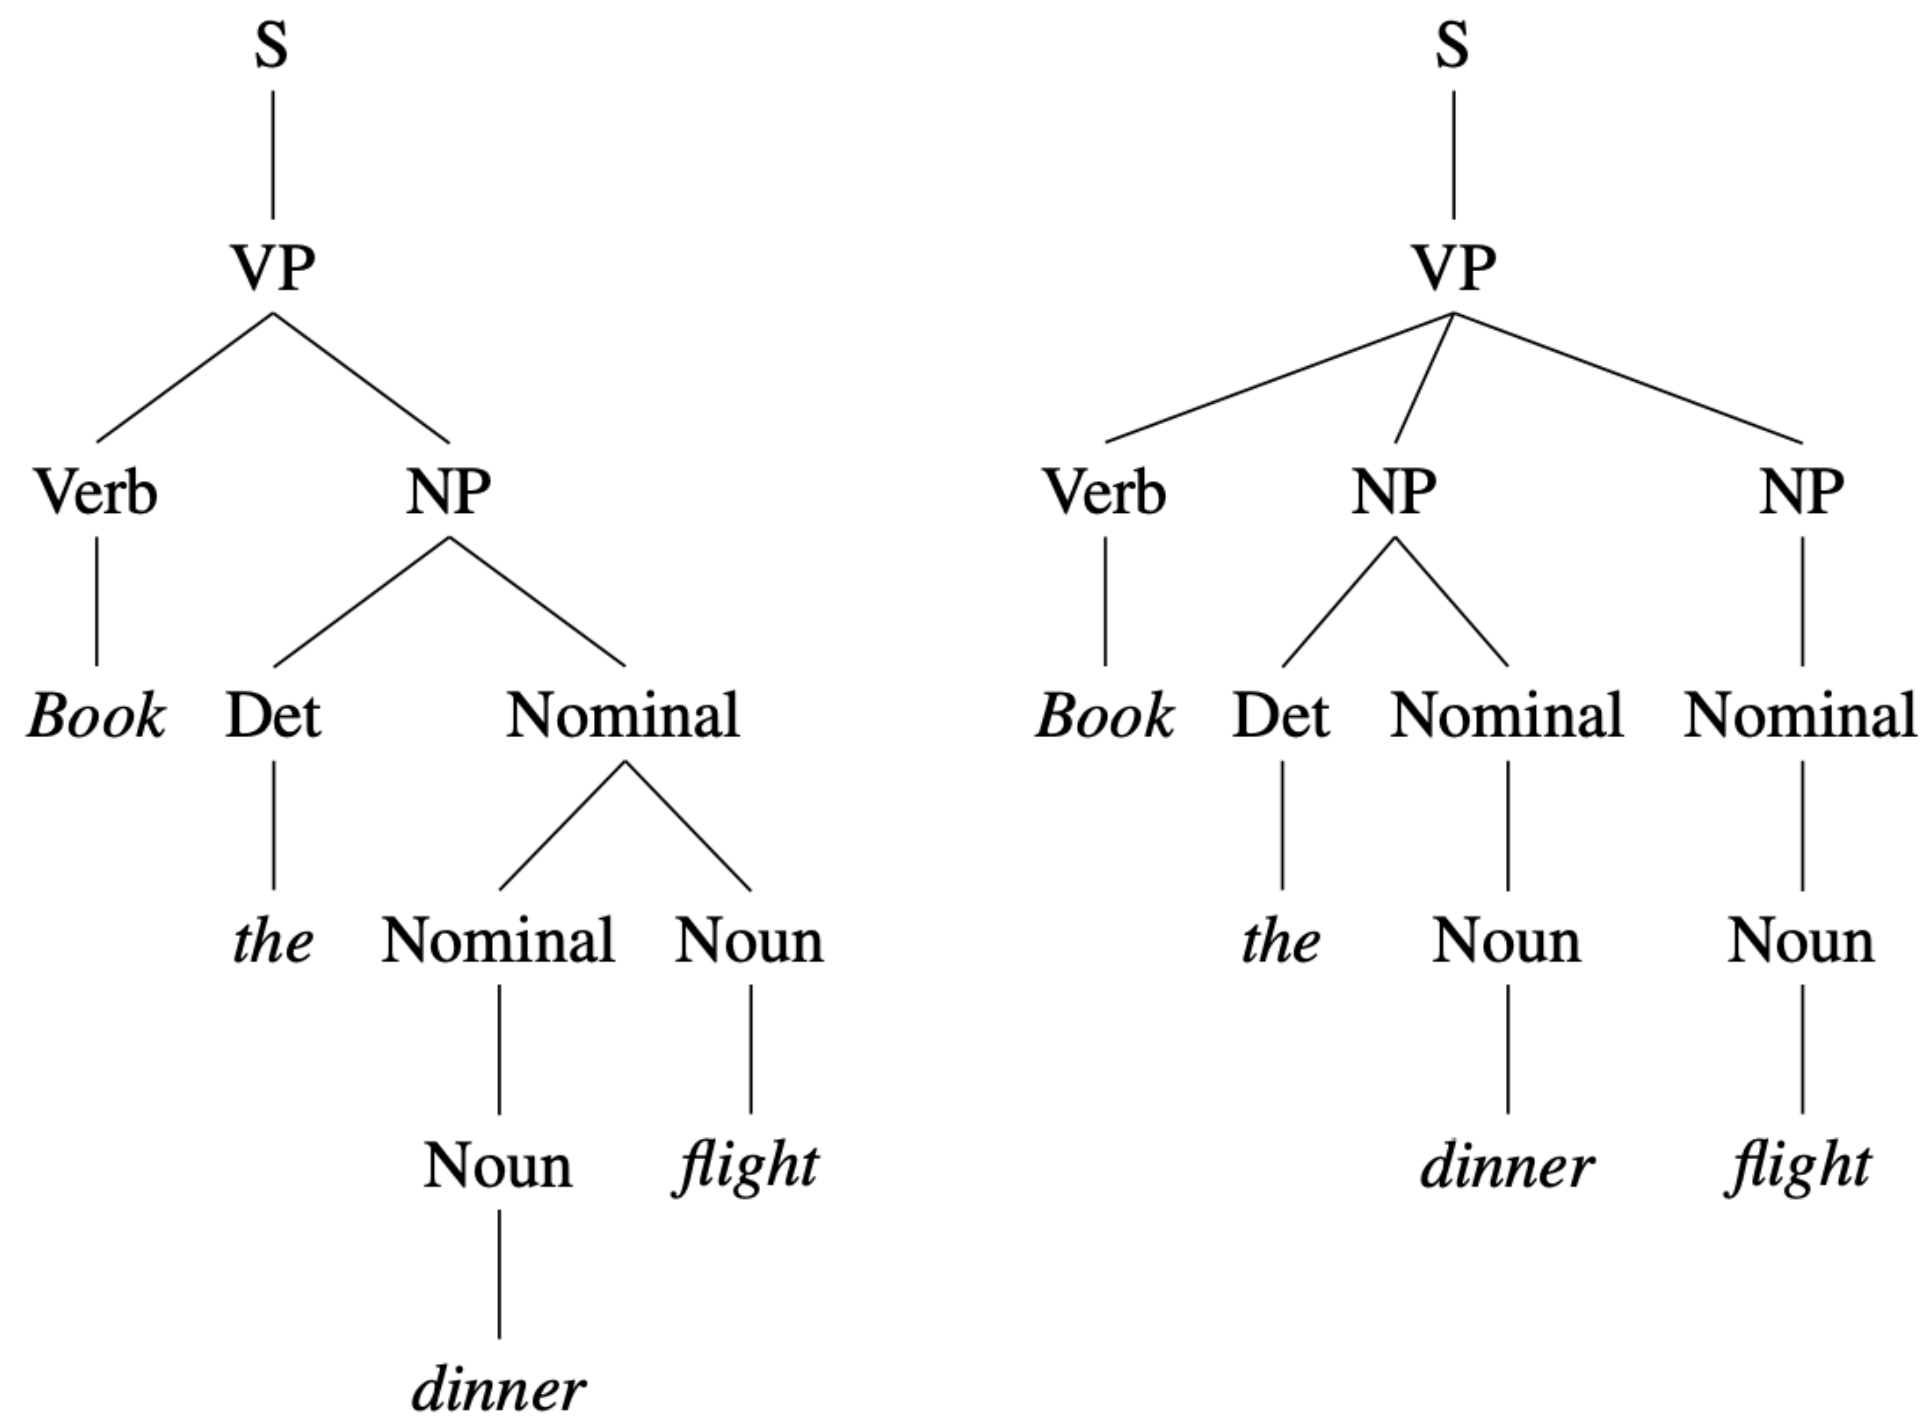 S
VP
Verb NP
Book Det Nominal
the Nominal Noun
Noun flight
dinner
S
VP
Verb NP NP
Book Det Nominal Nominal
the Noun Noun
dinner flight